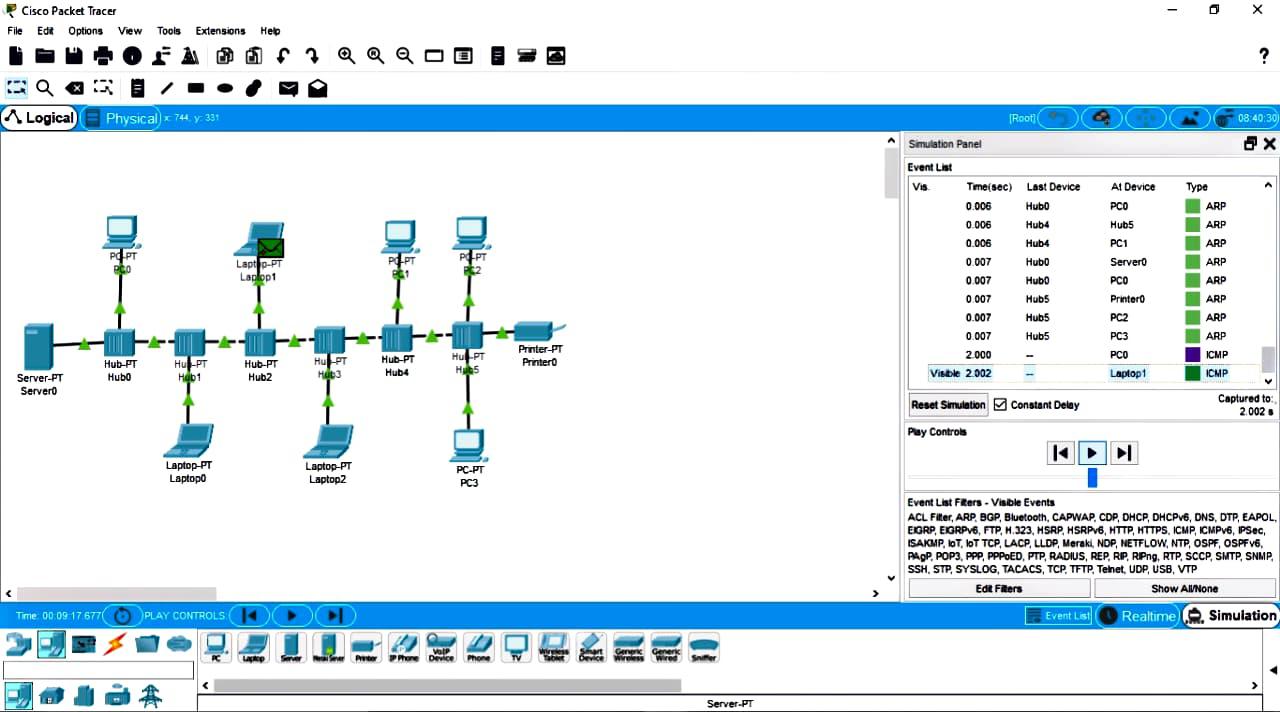 Cisco Packet Tracer
File Edit Options View Tools Extensions Help
?
Logical Physical x: 744, y: 331 [Root] 08:40:30
Simulation Panel
Event List
Vis. Time(sec) Last Device At Device Type
0.006 Hub0 PC0 ARP
0.006 Hub4 Hub5 ARP
0.006 Hub4 PC1 ARP
0.007 Hub0 Server0 ARP
0.007 Hub0 PC0 ARP
0.007 Hub5 Printer0 ARP
0.007 Hub5 PC2 ARP
0.007 Hub5 PC3 ARP
2.000 -- PC0 ICMP
Visible 2.002 -- Laptop1 ICMP
Reset Simulation Constant Delay Captured to:
2.002 s
Play Controls
Event List Filters - Visible Events
ACL Filter, ARP, BGP, Bluetooth, CAPWAP, CDP, DHCP, DHCPv6, DNS, DTP, EAPOL,
EIGRP, EIGRPv6, FTP, H.323, HSRP, HSRPv6, HTTP, HTTPS, ICMP, ICMPv6, IPSec,
ISAKMP, IoT, IoT TCP, LACP, LLDP, Meraki, NDP, NETFLOW, NTP, OSPF, OSPFv6,
PAgP, POP3, PPP, PPPoED, PTP, RADIUS, REP, RIP, RIPng, RTP, SCCP, SMTP, SNMP,
SSH, STP, SYSLOG, TACACS, TCP, TFTP, Telnet, UDP, USB, VTP
Edit Filters Show All/None
PC-PT
PC0
Laptop-PT
Laptop1
PC-PT
PC1
PC-PT
PC2
Server-PT
Server0
Hub-PT
Hub0
Hub-PT
Hub1
Hub-PT
Hub2
Hub-PT
Hub3
Hub-PT
Hub4
Hub-PT
Hub5
Printer-PT
Printer0
Laptop-PT
Laptop0
Laptop-PT
Laptop2
PC-PT
PC3
Time: 00:09:17.677 PLAY CONTROLS: Event List Realtime Simulation
PC Laptop Server Meraki Server Printer IP Phone VoIP Device Phone TV Wireless Tablet Smart Device Generic Wireless Generic Wired Sniffer
Server-PT